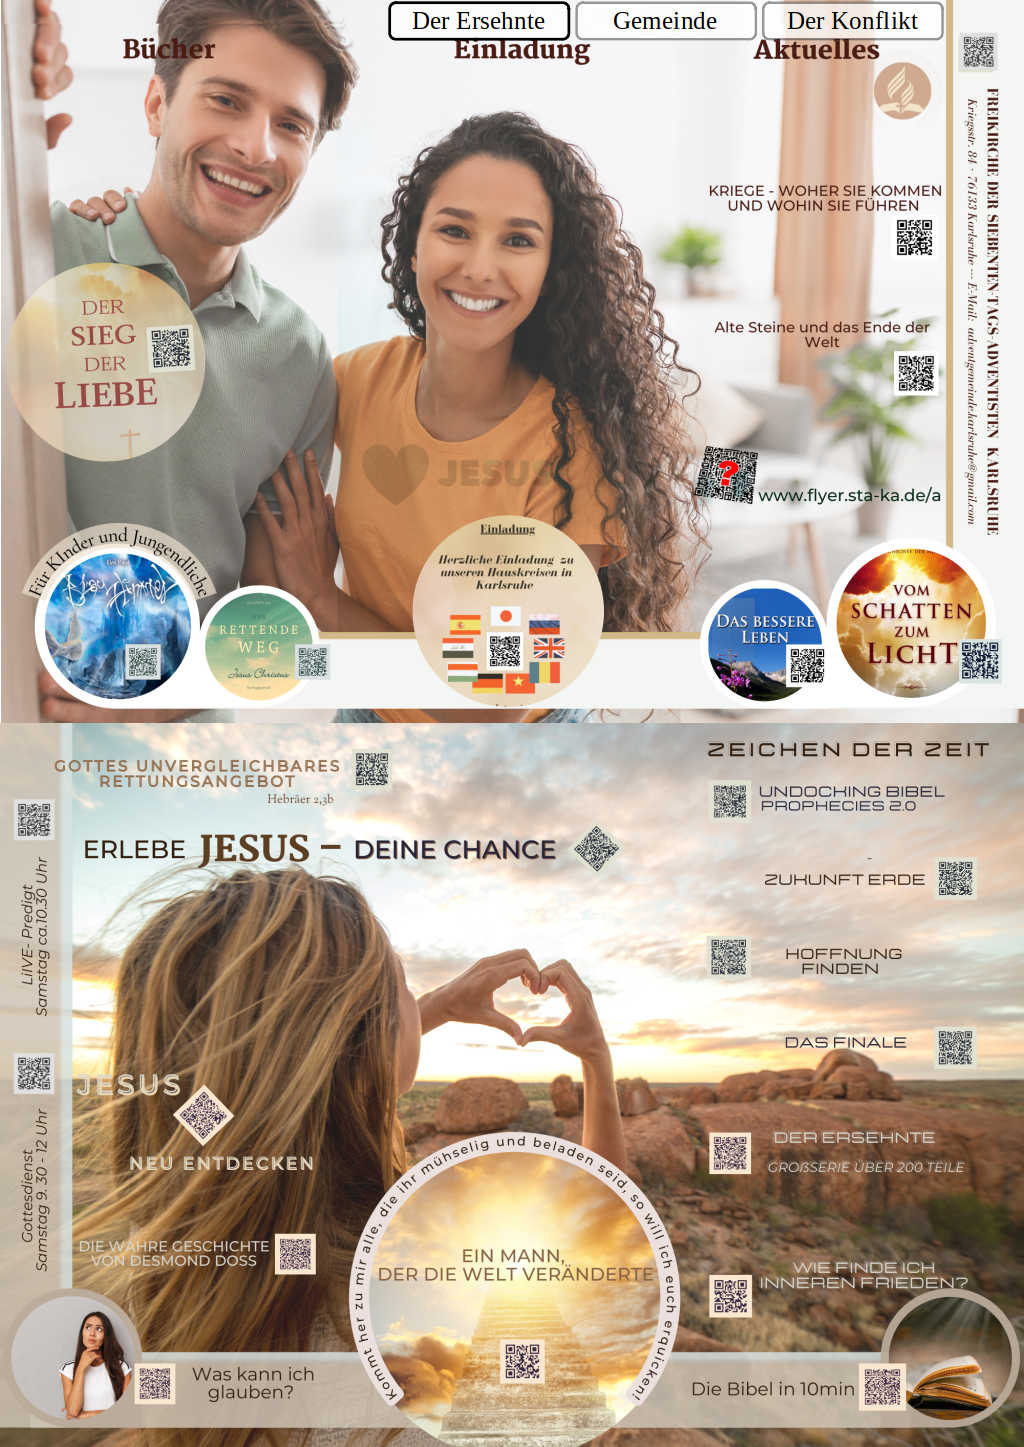 Der Ersehnte
Gemeinde
Der Konflikt
Bücher
Einladung
Aktuelles
FREIKIRCHE DER SIEBENTEN-TAGS-ADVENTISTEN KARLSRUHE
Kriegsstr. 84 · 76133 Karlsruhe --- E-Mail: adventgemeinde.karlsruhe@gmail.com
KRIEGE - WOHER SIE KOMMEN
UND WOHIN SIE FÜHREN
DER
SIEG
DER
LIEBE
Alte Steine und das Ende der
Welt
JESUS
?
www.flyer.sta-ka.de/a
Für KInder und Jungendliche
Einladung
Herzliche Einladung zu
unseren Hauskreisen in
Karlsruhe
RETTENDE
WEG
Jesus Christus
DAS BESSERE
LEBEN
VOM
SCHATTEN
ZUM
LICHT
GOTTES UNVERGLEICHBARES
RETTUNGSANGEBOT
Hebräer 2,3b
ZEICHEN DER ZEIT
UNDOCHING BIBEL
PROPHECIES 2.0
ERLEBE JESUS – DEINE CHANCE
ZUKUNFT ERDE
LiIVE- Predigt
Samstag ca.10.30 Uhr
HOFFNUNG
FINDEN
DAS FINALE
JESUS
NEU ENTDECKEN
Gottesdienst
Samstag 9. 30 - 12 Uhr
DER ERSEHNTE
GROßSERIE ÜBER 200 TEILE
Kommt her zu mir alle, die ihr mühselig und beladen seid, so will ich euch erquicken!
DIE WAHRE GESCHICHTE
VON DESMOND DOSS
EIN MANN,
DER DIE WELT VERÄNDERTE
WIE FINDE ICH
INNEREN FRIEDEN?
Was kann ich
glauben?
Die Bibel in 10min